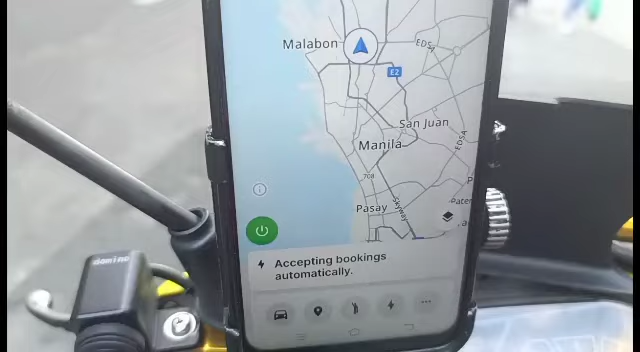 Malabon
EDSA
E2
San Juan
Manila
EDSA
708
Skyway
Pasay
Accepting bookings
automatically.
domino